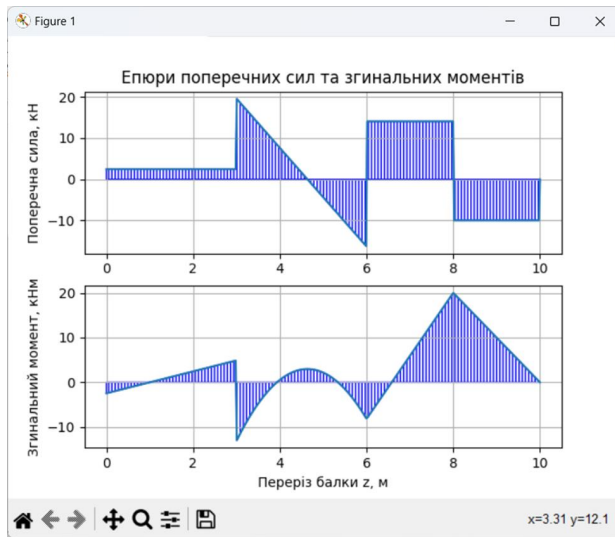 Figure 1
Епюри поперечних сил та згинальних моментів
Поперечна сила, кН
20
10
0
−10
0 2 4 6 8 10
Згинальний момент, кНм
20
10
0
−10
0 2 4 6 8 10
Переріз балки z, м
x=3.31 y=12.1